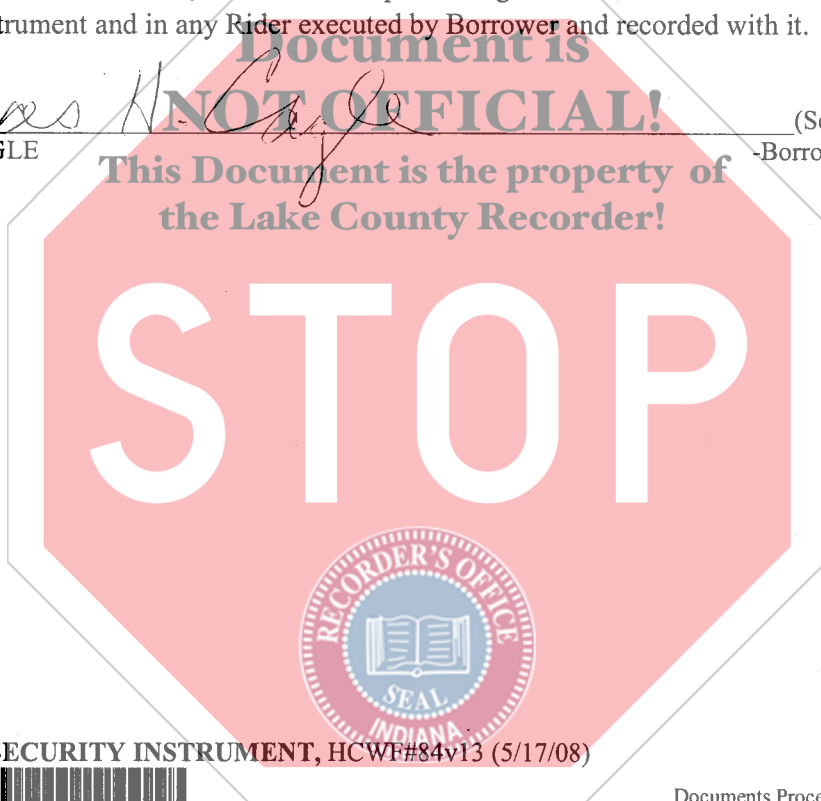 trument and in any Rider executed by Borrower and recorded with it.
Document is
NOT OFFICIAL!
H. Cagle
(Se
GLE
-Borro
This Document is the property of
the Lake County Recorder!
STOP
RECORDER'S OFFICE
SEAL
INDIANA
ECURITY INSTRUMENT, HCWF#84v13 (5/17/08)
Documents Proce